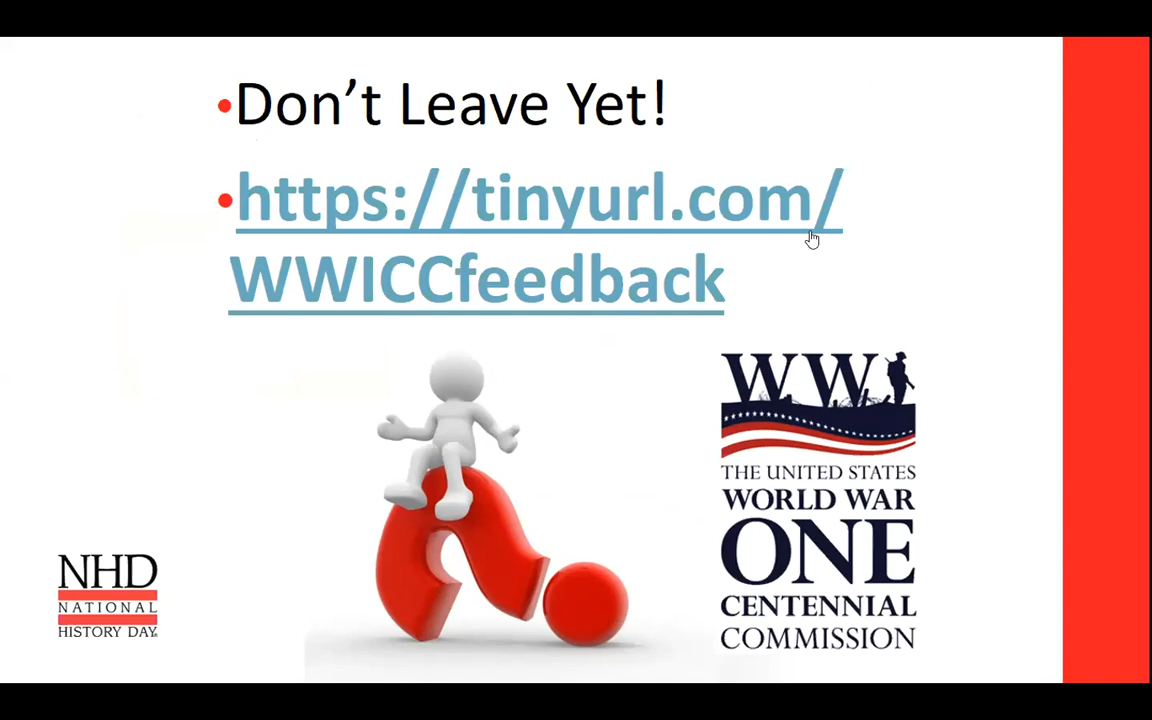 •Don’t Leave Yet!
•https://tinyurl.com/
WWICCfeedback
WW
THE UNITED STATES
WORLD WAR
ONE
CENTENNIAL
COMMISSION
NHD
NATIONAL
HISTORY DAY